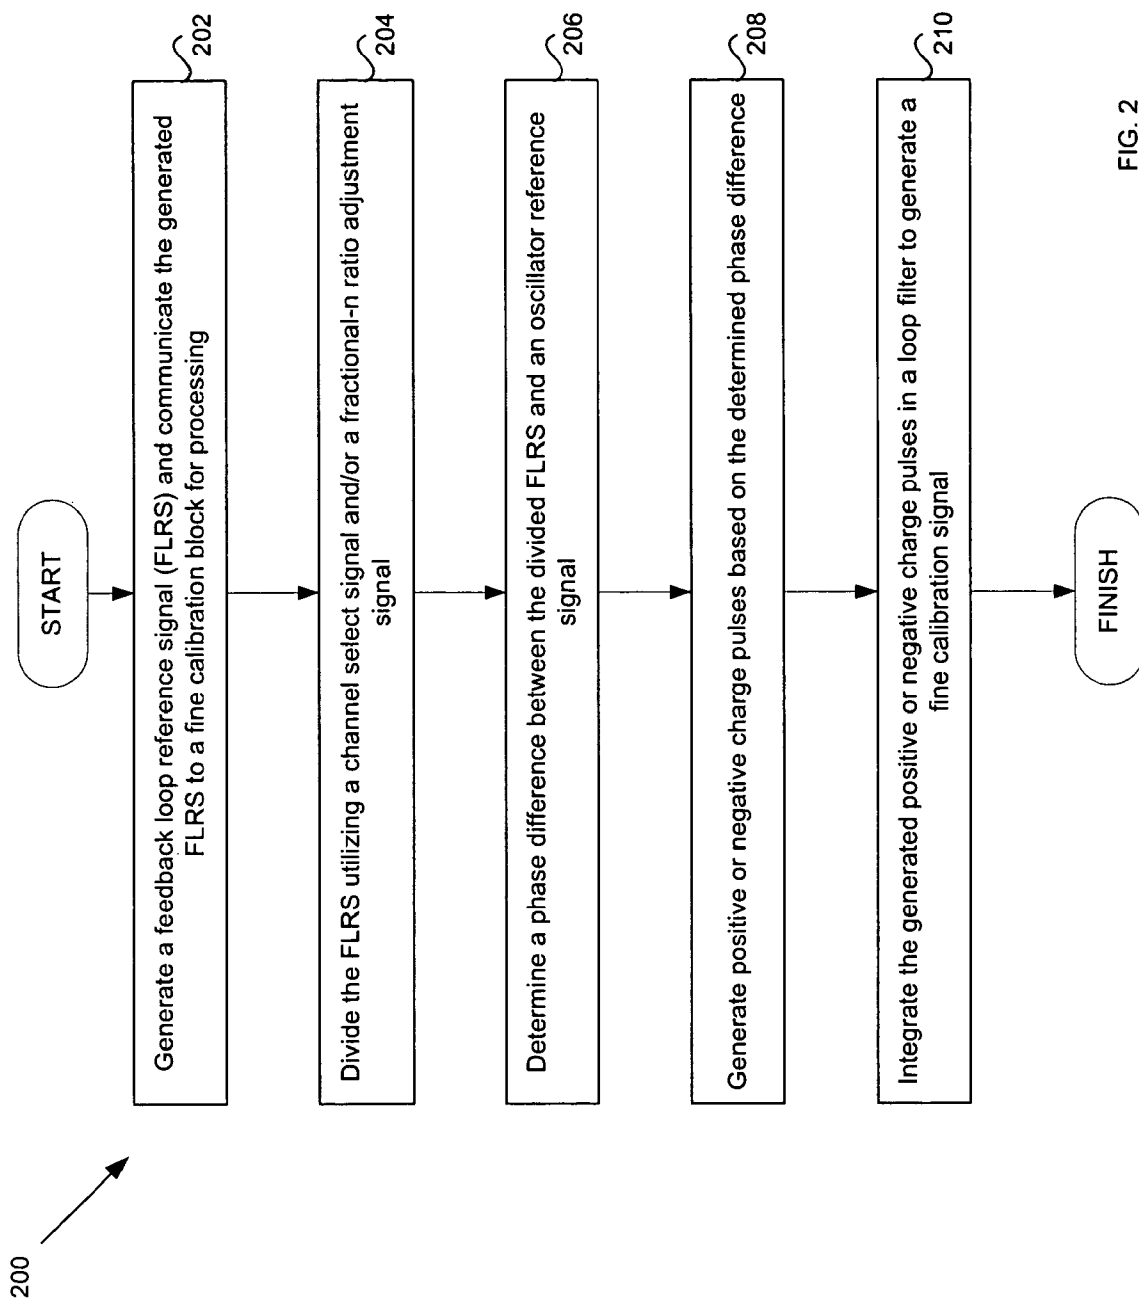 200
START
Generate a feedback loop reference signal (FLRS) and communicate the generated
FLRS to a fine calibration block for processing
202
Divide the FLRS utilizing a channel select signal and/or a fractional-n ratio adjustment
signal
204
Determine a phase difference between the divided FLRS and an oscillator reference
signal
206
Generate positive or negative charge pulses based on the determined phase difference
208
Integrate the generated positive or negative charge pulses in a loop filter to generate a
fine calibration signal
210
FINISH
FIG. 2